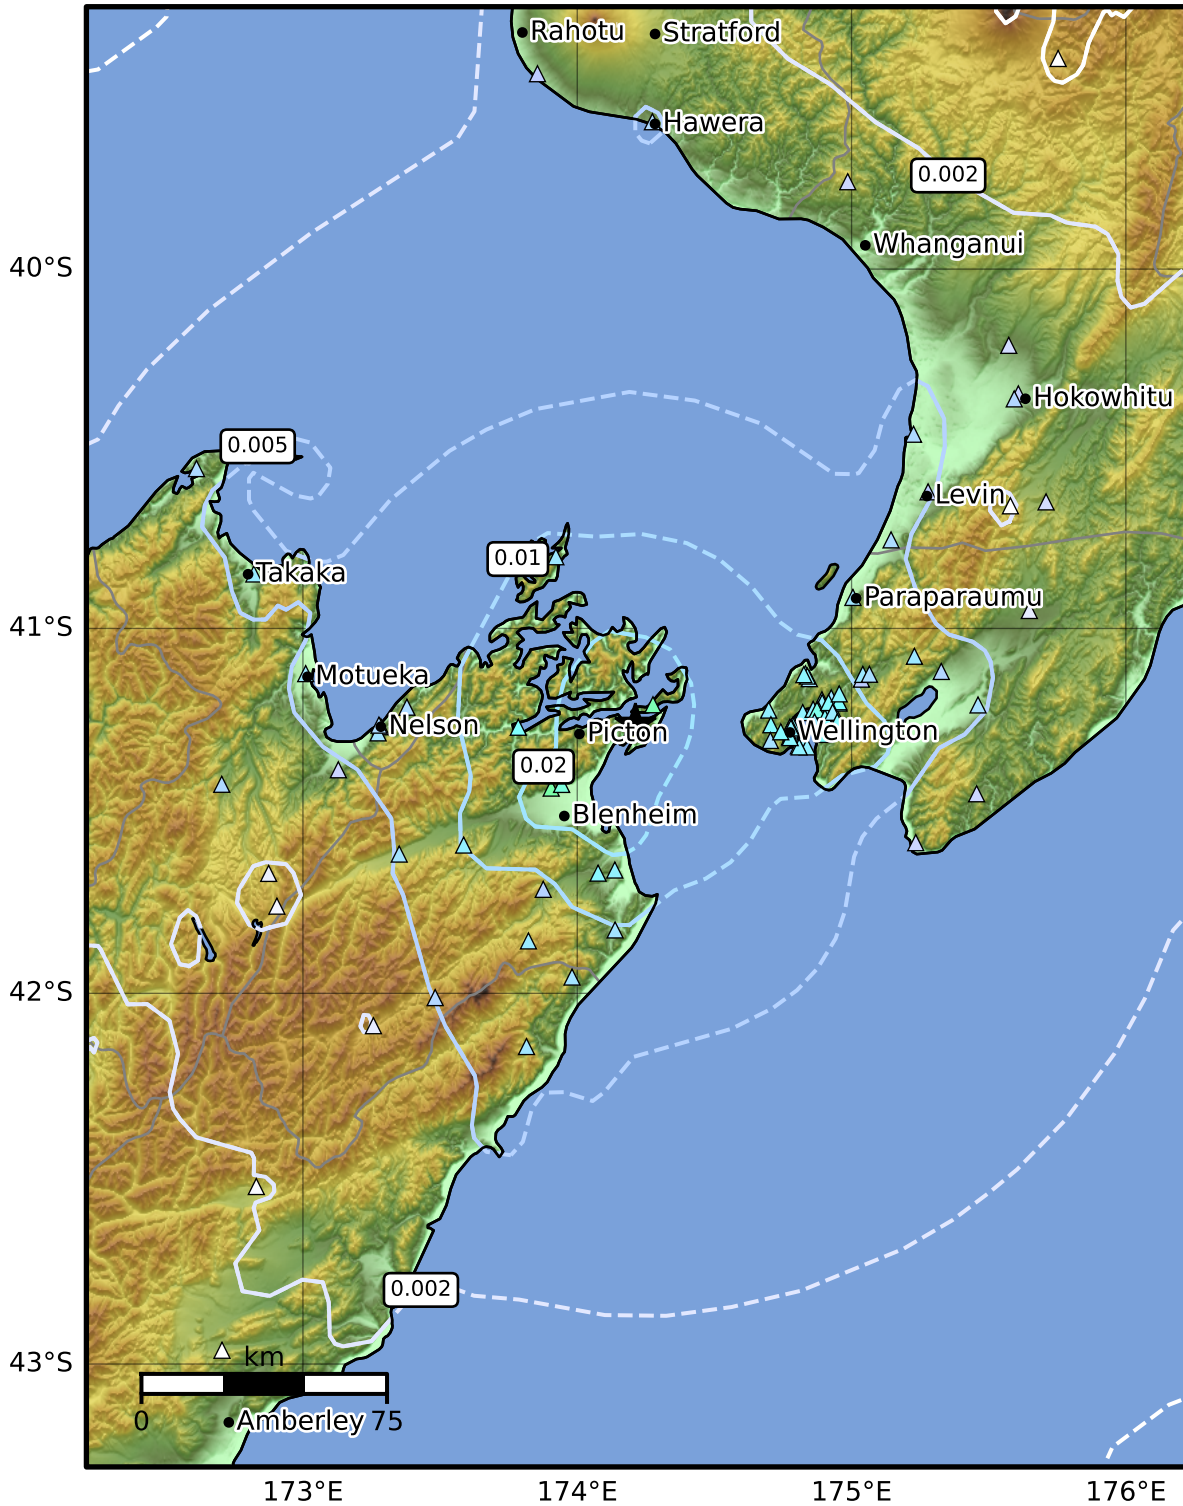 Rahotu
Stratford
Hawera
0.002
Whanganui
40°S
Hokowhitu
0.005
Levin
0.01
Takaka
Paraparaumu
41°S
Motueka
Nelson
Picton
Wellington
0.02
Blenheim
42°S
0.002
43°S
km
0
75
Amberley
173°E
174°E
175°E
176°E